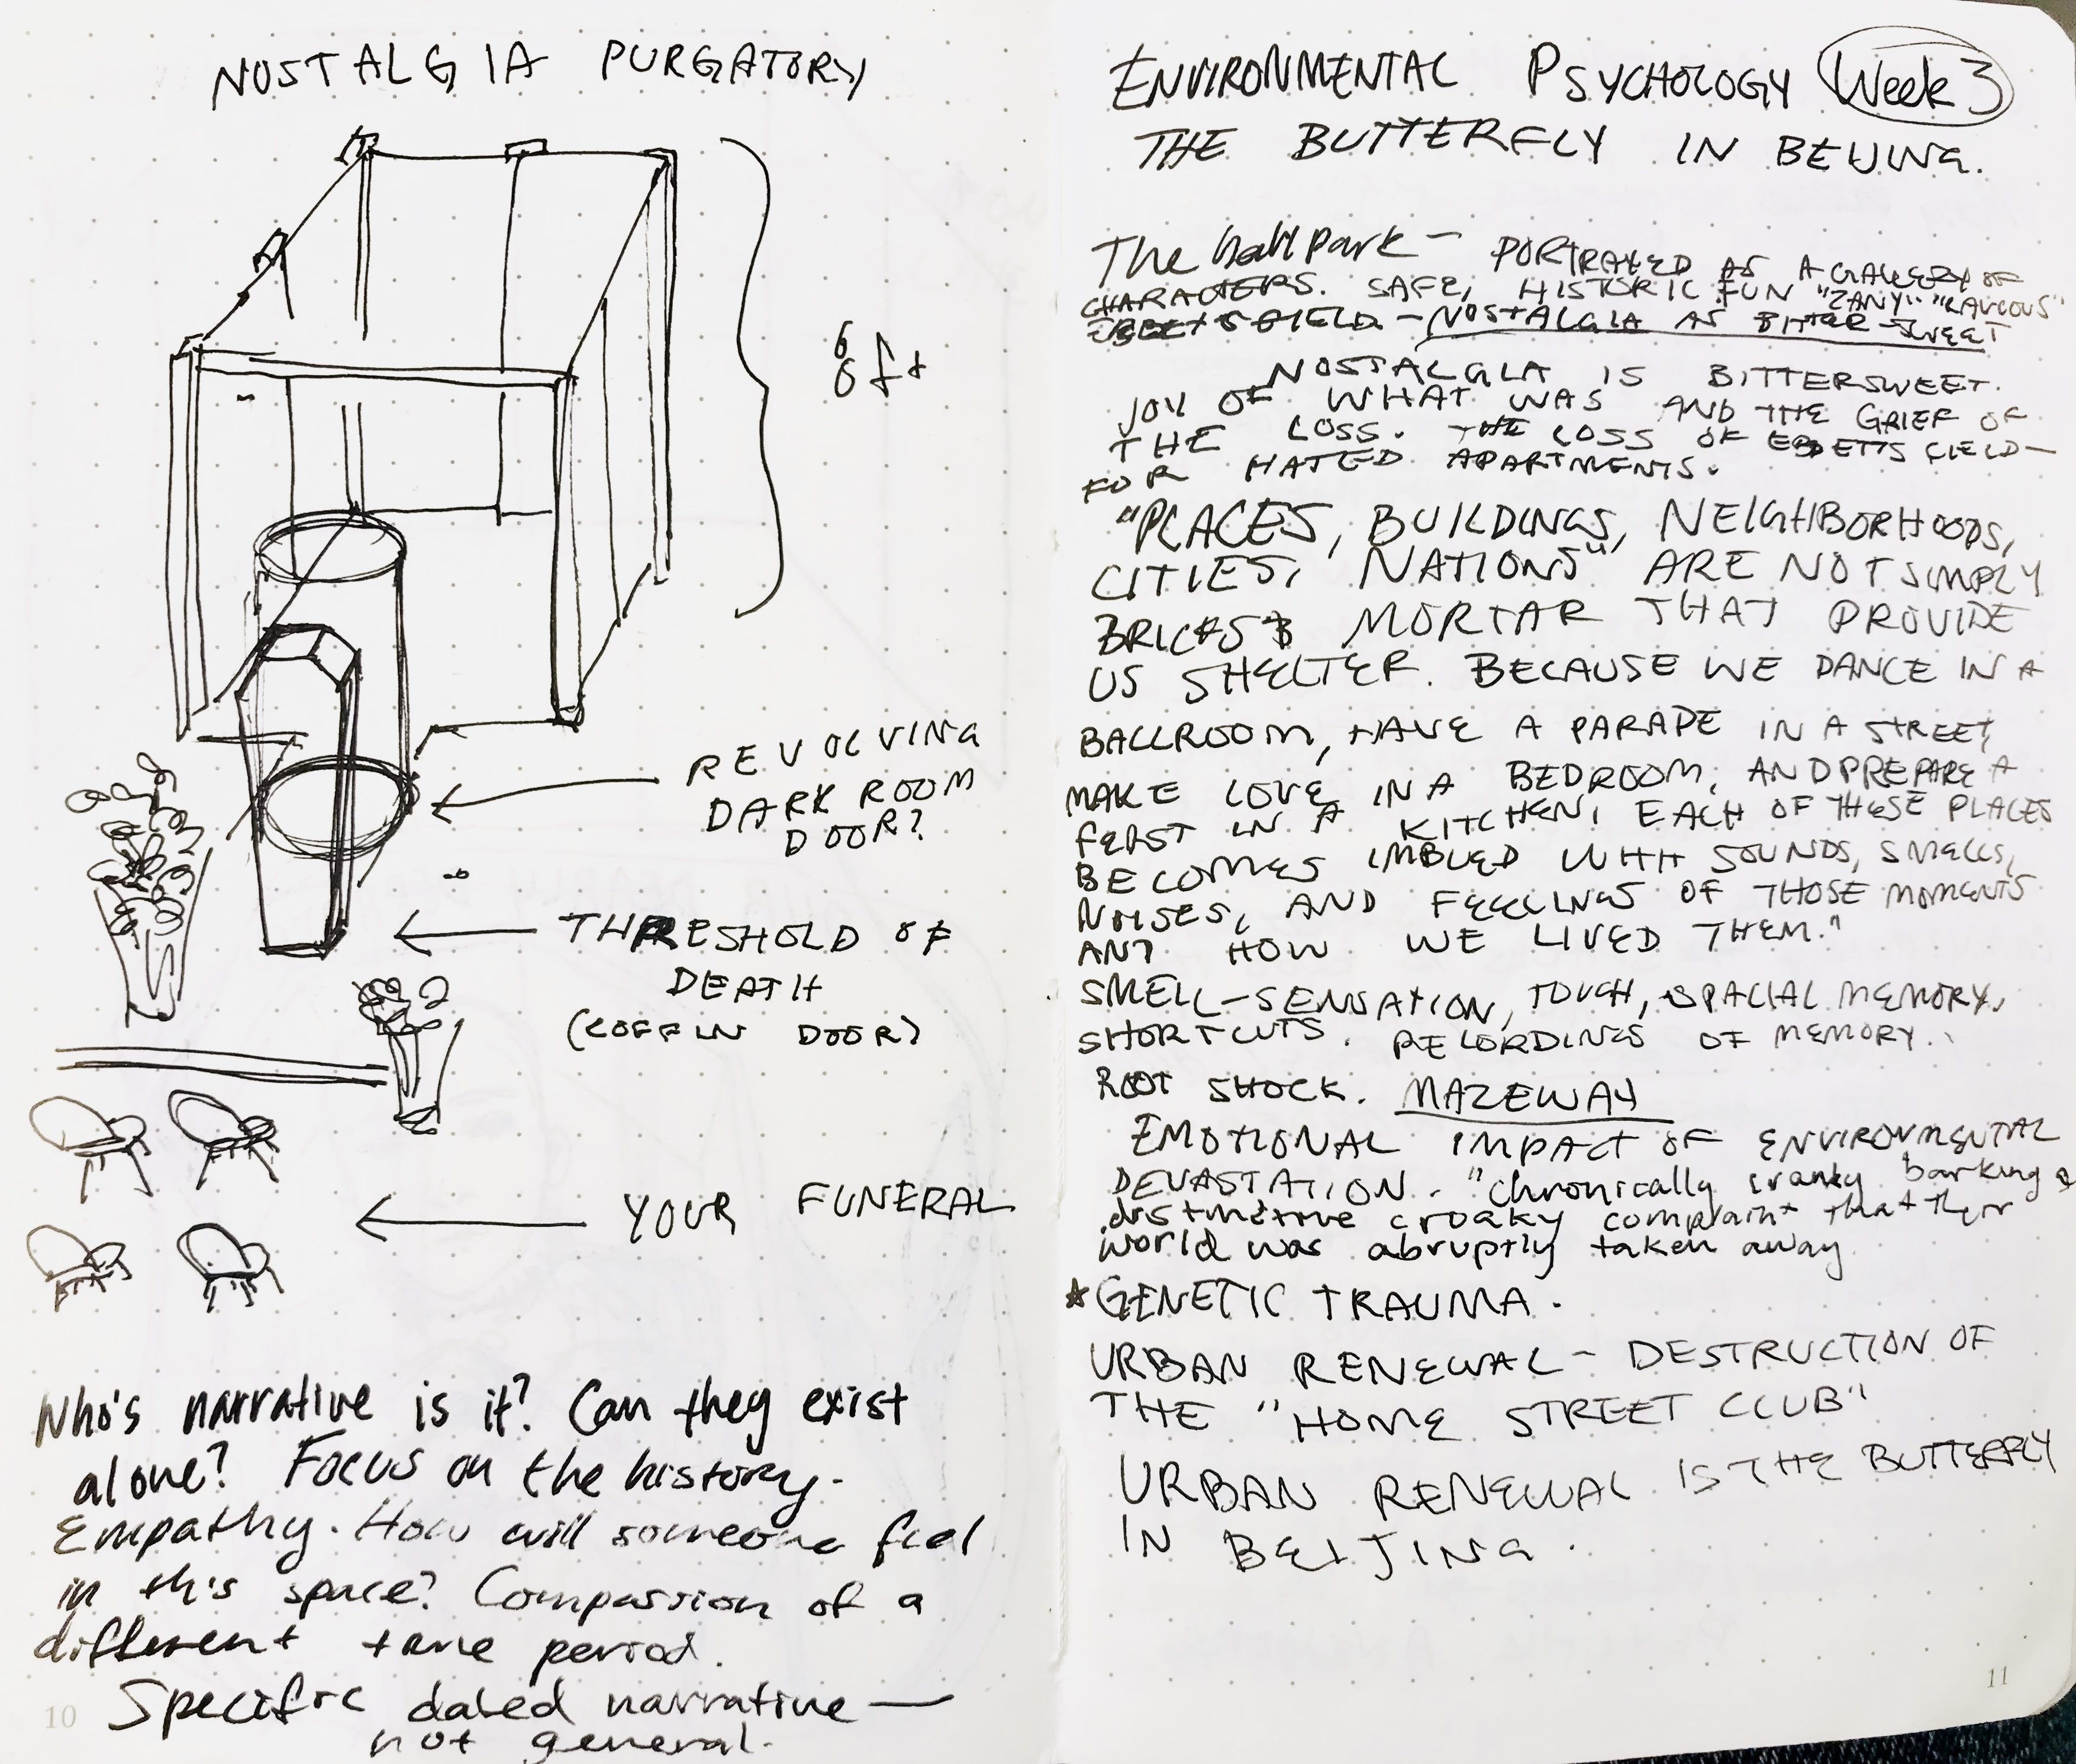 NOSTALGIA PURGATORY
6 ft
REVOLVING
DARK ROOM
DOOR?
THRESHOLD OF
DEATH
(COFFIN DOOR)
YOUR FUNERAL
Who's narrative is it? Can they exist
alone? Focus on the history.
Empathy. How will someone feel
in this space? Compassion of a
different time period.
Specific dated narrative —
not general.
10
ENVIRONMENTAL PSYCHOLOGY Week 3
THE BUTTERFLY IN BEIJING.
The ballpark — PORTRAYED AS A GALLERY OF
CHARACTERS. SAFE, HISTORIC FUN "ZANY" "RAUCOUS"
FIELD — NOSTALGIA AS BITTER-SWEET
NOSTALGIA IS BITTERSWEET.
JOY OF WHAT WAS AND THE GRIEF OF
THE LOSS. THE LOSS OF EBBETTS FIELD—
FOR HATED APARTMENTS.
"PLACES, BUILDINGS, NEIGHBORHOODS,
CITIES, NATIONS" ARE NOT SIMPLY
BRICKS & MORTAR THAT PROVIDE
US SHELTER. BECAUSE WE DANCE IN A
BALLROOM, HAVE A PARADE IN A STREET,
MAKE LOVE IN A BEDROOM, AND PREPARE A
FEAST IN A KITCHEN, EACH OF THESE PLACES
BECOMES IMBUED WITH SOUNDS, SMELLS,
NOISES, AND FEELINGS OF THOSE MOMENTS
AND HOW WE LIVED THEM."
SMELL-SENSATION, TOUCH, SPACIAL MEMORY,
SHORTCUTS. RECORDINGS OF MEMORY.
ROOT SHOCK. MAZEWAY
EMOTIONAL IMPACT OF ENVIRONMENTAL
DEVASTATION. "chronically cranky barking a
distinctive croaky complaint that their
world was abruptly taken away
★ GENETIC TRAUMA.
URBAN RENEWAL - DESTRUCTION OF
THE "HOME STREET CLUB"
URBAN RENEWAL IS THE BUTTERFLY
IN BEIJING.
11